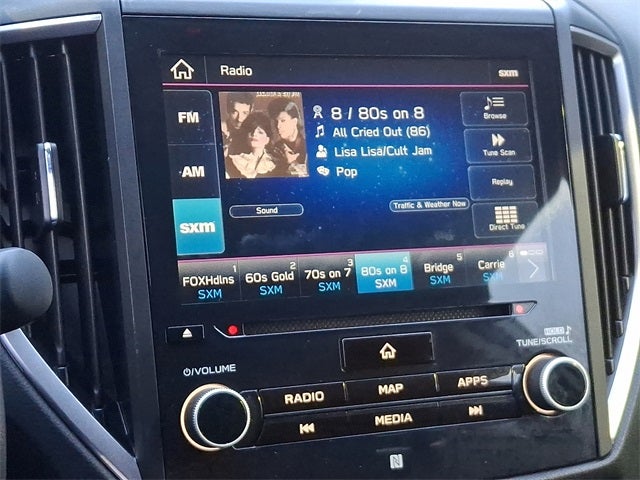 Radio
sxm
FM
AM
sxm
8 / 80s on 8
All Cried Out (86)
Lisa Lisa/Cult Jam
Pop
Browse
Tune Scan
Replay
Direct Tune
Sound
Traffic & Weather Now
1
FOXHdlns
SXM
2
60s Gold
SXM
3
70s on 7
SXM
4
80s on 8
SXM
5
Bridge
SXM
6
Carrie
SXM
HOLD
TUNE/SCROLL
/VOLUME
RADIO
MAP
APPS
MEDIA
N